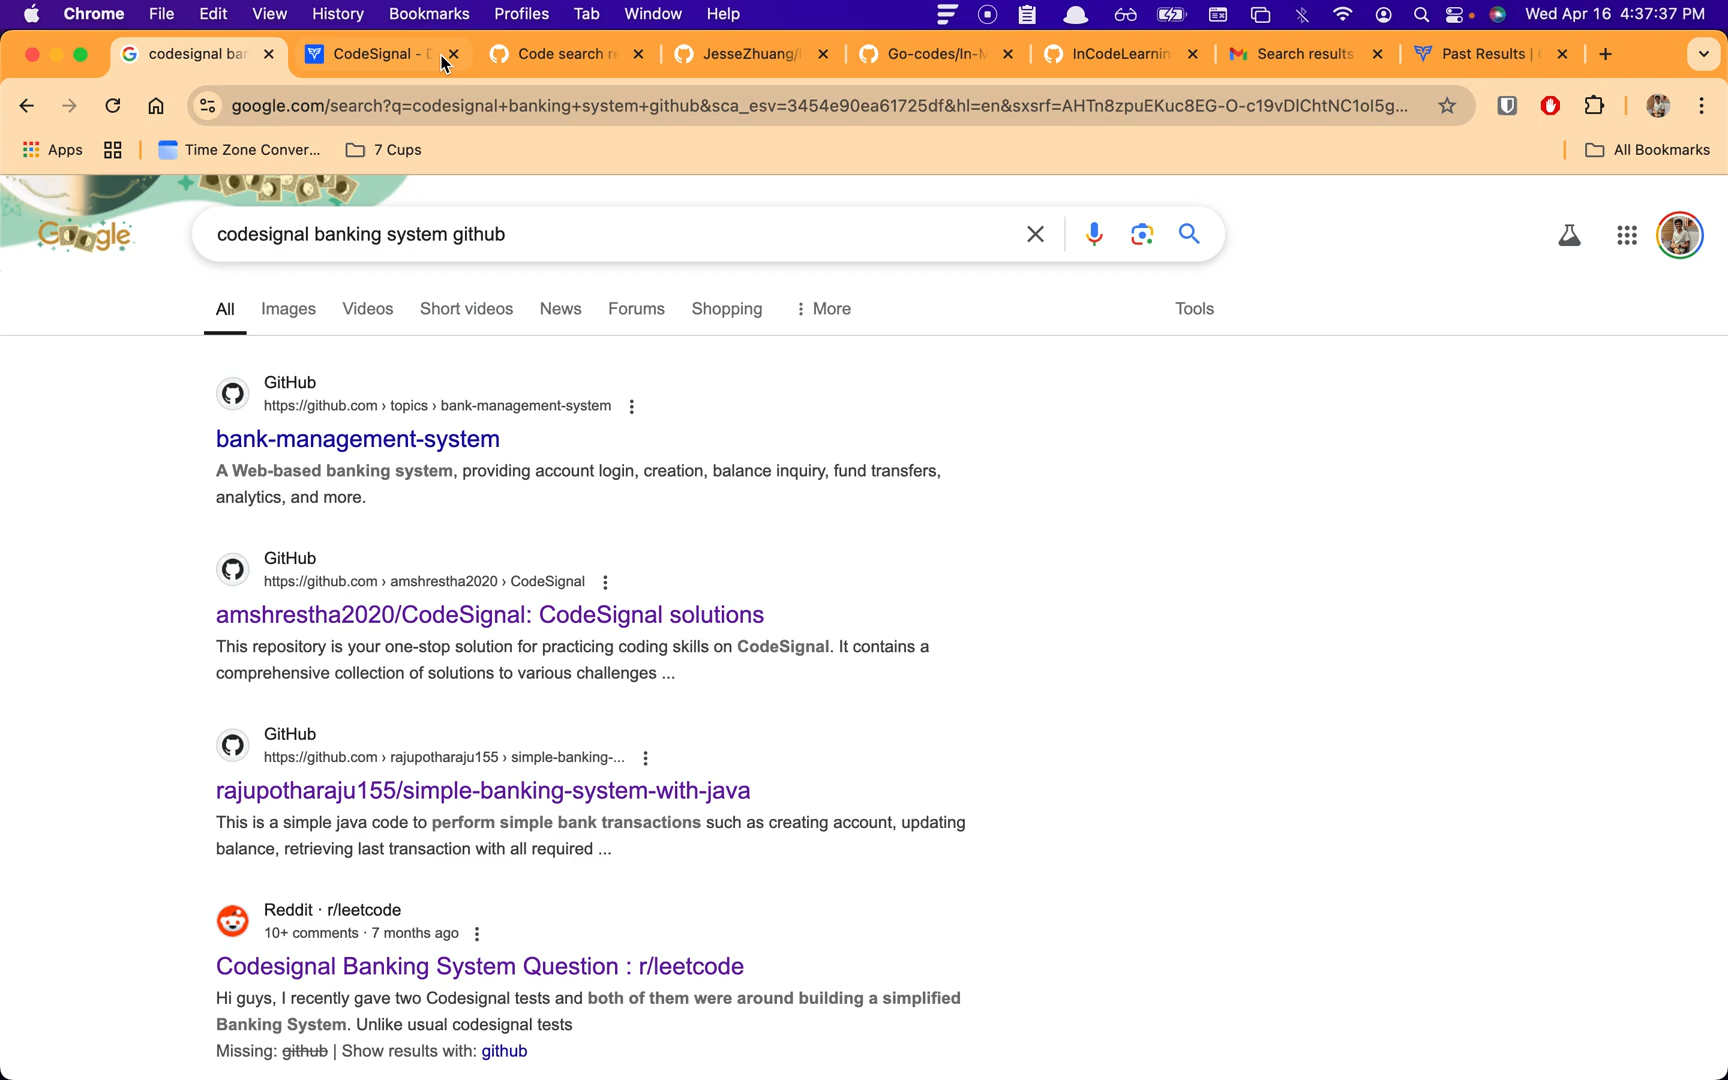 Chrome File Edit View History Bookmarks Profiles Tab Window Help Wed Apr 16 4:37:37 PM
codesignal ba CodeSignal - Code search re JesseZhuang/ Go-codes/In- InCodeLearnin Search results Past Results |
google.com/search?q=codesignal+banking+system+github&sca_esv=3454e90ea61725df&hl=en&sxsrf=AHTn8zpuEKuc8EG-O-c19vDlChtNC1ol5g...
Apps Time Zone Conver... 7 Cups All Bookmarks
Google codesignal banking system github
All Images Videos Short videos News Forums Shopping More Tools
GitHub
https://github.com › topics › bank-management-system
bank-management-system
A Web-based banking system, providing account login, creation, balance inquiry, fund transfers,
analytics, and more.
GitHub
https://github.com › amshrestha2020 › CodeSignal
amshrestha2020/CodeSignal: CodeSignal solutions
This repository is your one-stop solution for practicing coding skills on CodeSignal. It contains a
comprehensive collection of solutions to various challenges ...
GitHub
https://github.com › rajupotharaju155 › simple-banking-...
rajupotharaju155/simple-banking-system-with-java
This is a simple java code to perform simple bank transactions such as creating account, updating
balance, retrieving last transaction with all required ...
Reddit · r/leetcode
10+ comments · 7 months ago
Codesignal Banking System Question : r/leetcode
Hi guys, I recently gave two Codesignal tests and both of them were around building a simplified
Banking System. Unlike usual codesignal tests
Missing: github | Show results with: github